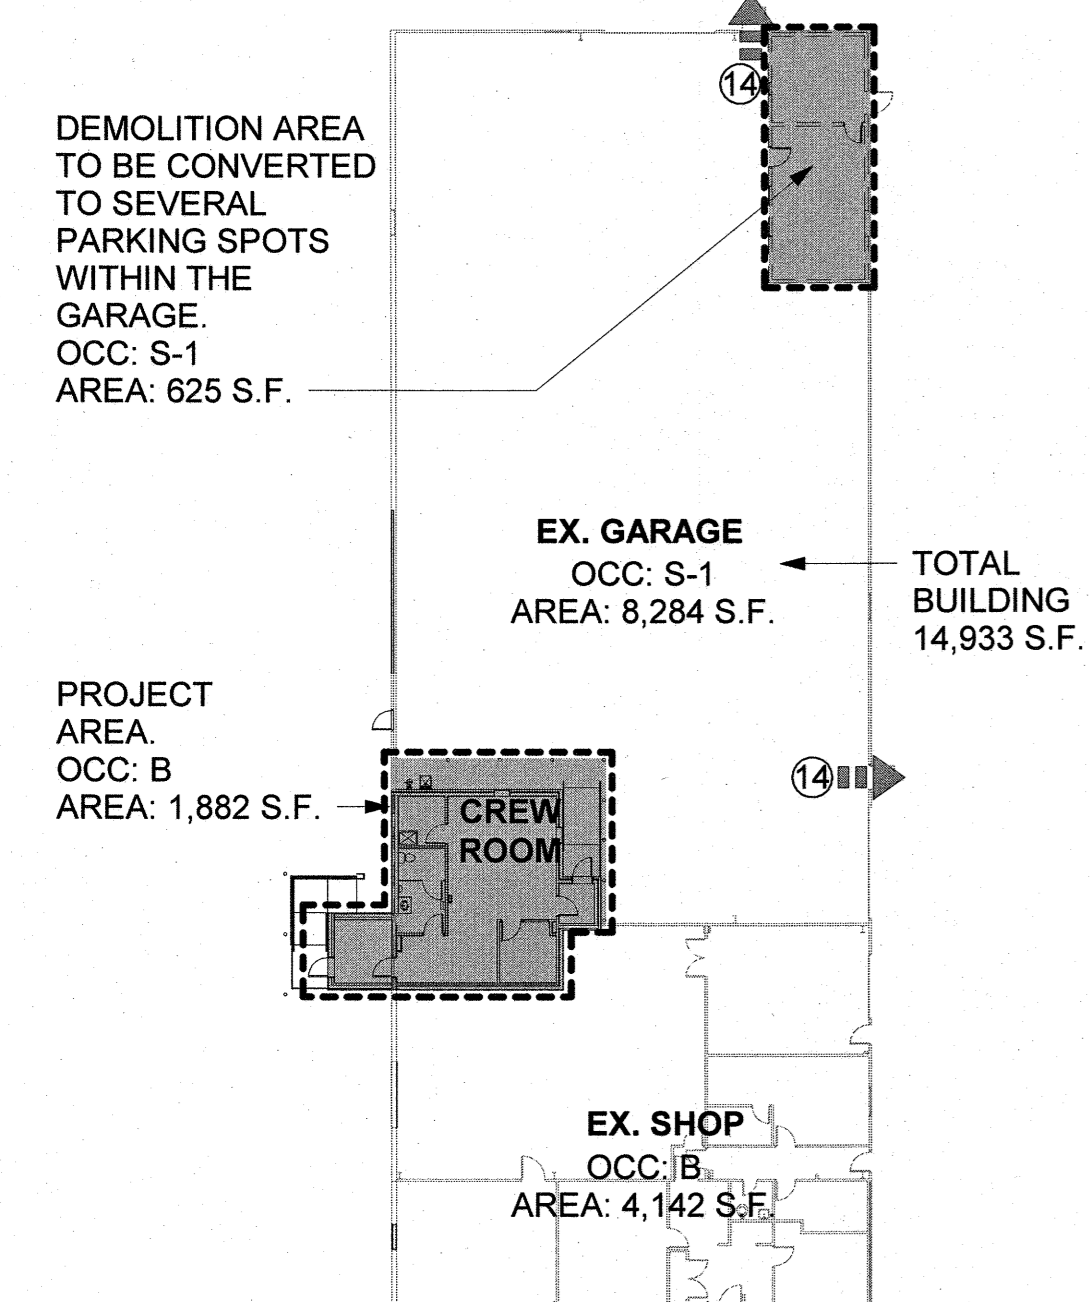 14
DEMOLITION AREA
TO BE CONVERTED
TO SEVERAL
PARKING SPOTS
WITHIN THE
GARAGE.
OCC: S-1
AREA: 625 S.F.
EX. GARAGE
OCC: S-1
AREA: 8,284 S.F.
TOTAL
BUILDING
14,933 S.F.
PROJECT
AREA.
OCC: B
AREA: 1,882 S.F.
14
CREW
ROOM
EX. SHOP
OCC: B
AREA: 4,142 S.F.